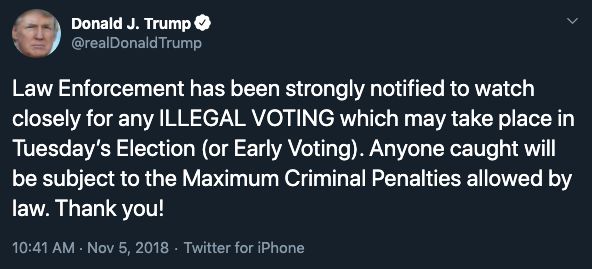 Donald J. Trump
@realDonaldTrump
Law Enforcement has been strongly notified to watch
closely for any ILLEGAL VOTING which may take place in
Tuesday’s Election (or Early Voting). Anyone caught will
be subject to the Maximum Criminal Penalties allowed by
law. Thank you!
10:41 AM · Nov 5, 2018 · Twitter for iPhone